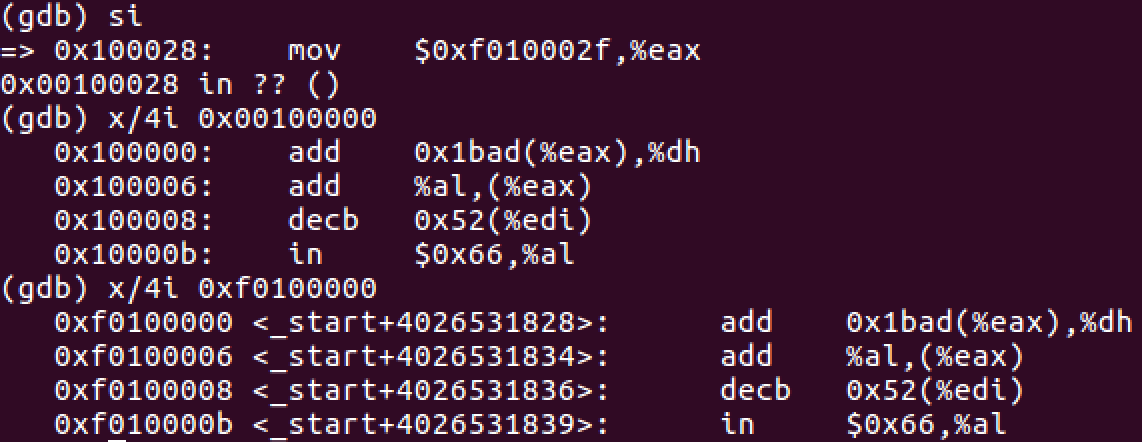 (gdb) si
=> 0x100028:    mov    $0xf010002f,%eax
0x00100028 in ?? ()
(gdb) x/4i 0x00100000
   0x100000:    add    0x1bad(%eax),%dh
   0x100006:    add    %al,(%eax)
   0x100008:    decb   0x52(%edi)
   0x10000b:    in     $0x66,%al
(gdb) x/4i 0xf0100000
   0xf0100000 <_start+4026531828>:      add    0x1bad(%eax),%dh
   0xf0100006 <_start+4026531834>:      add    %al,(%eax)
   0xf0100008 <_start+4026531836>:      decb   0x52(%edi)
   0xf010000b <_start+4026531839>:      in     $0x66,%al